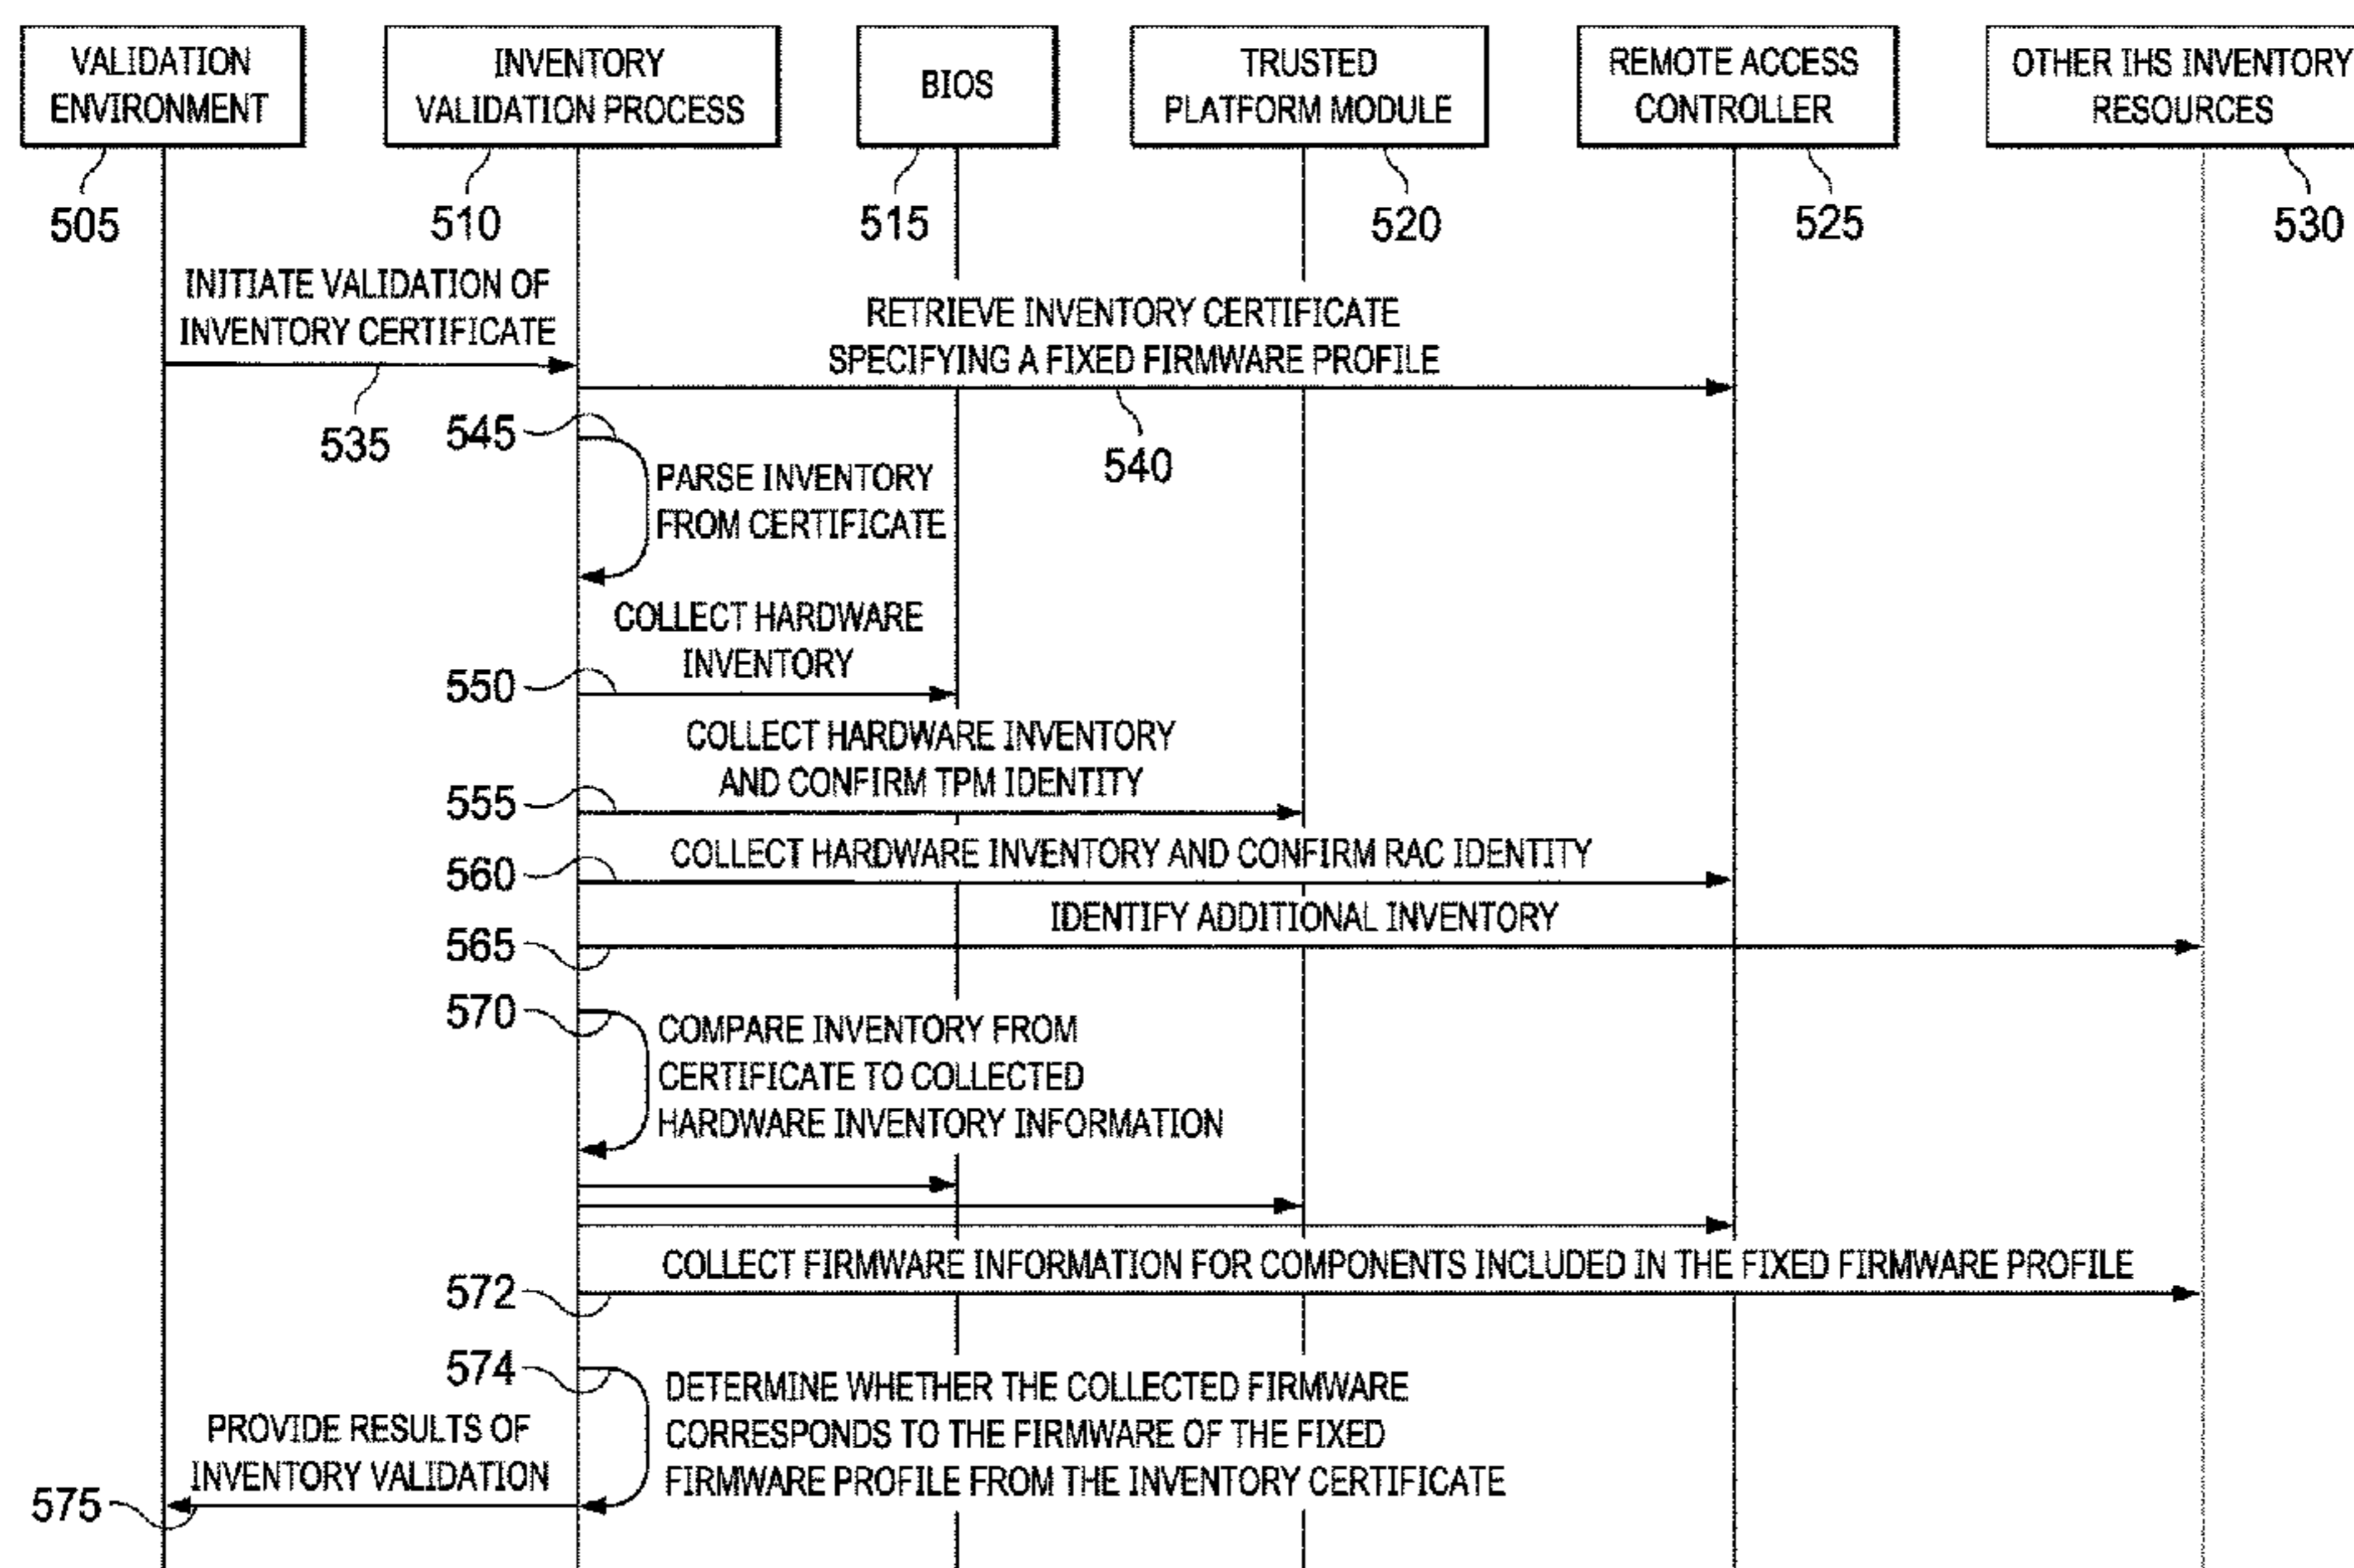 VALIDATION
ENVIRONMENT
INVENTORY
VALIDATION PROCESS
BIOS
TRUSTED
PLATFORM MODULE
REMOTE ACCESS
CONTROLLER
OTHER IHS INVENTORY
RESOURCES
505
510
515
520
525
530
INITIATE VALIDATION OF
INVENTORY CERTIFICATE
535
RETRIEVE INVENTORY CERTIFICATE
SPECIFYING A FIXED FIRMWARE PROFILE
540
545
PARSE INVENTORY
FROM CERTIFICATE
COLLECT HARDWARE
INVENTORY
550
COLLECT HARDWARE INVENTORY
AND CONFIRM TPM IDENTITY
555
COLLECT HARDWARE INVENTORY AND CONFIRM RAC IDENTITY
560
IDENTIFY ADDITIONAL INVENTORY
565
570
COMPARE INVENTORY FROM
CERTIFICATE TO COLLECTED
HARDWARE INVENTORY INFORMATION
COLLECT FIRMWARE INFORMATION FOR COMPONENTS INCLUDED IN THE FIXED FIRMWARE PROFILE
572
574
DETERMINE WHETHER THE COLLECTED FIRMWARE
CORRESPONDS TO THE FIRMWARE OF THE FIXED
FIRMWARE PROFILE FROM THE INVENTORY CERTIFICATE
PROVIDE RESULTS OF
INVENTORY VALIDATION
575